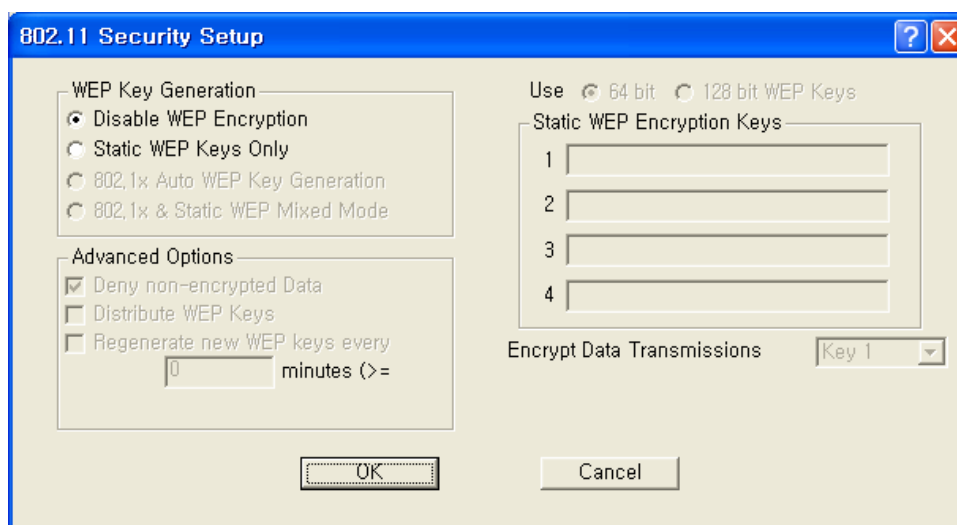 802.11 Security Setup
WEP Key Generation
Disable WEP Encryption
Static WEP Keys Only
802.1x Auto WEP Key Generation
802.1x & Static WEP Mixed Mode
Advanced Options
Deny non-encrypted Data
Distribute WEP Keys
Regenerate new WEP keys every
0 minutes (>=
Use 64 bit 128 bit WEP Keys
Static WEP Encryption Keys
1
2
3
4
Encrypt Data Transmissions Key 1
OK Cancel